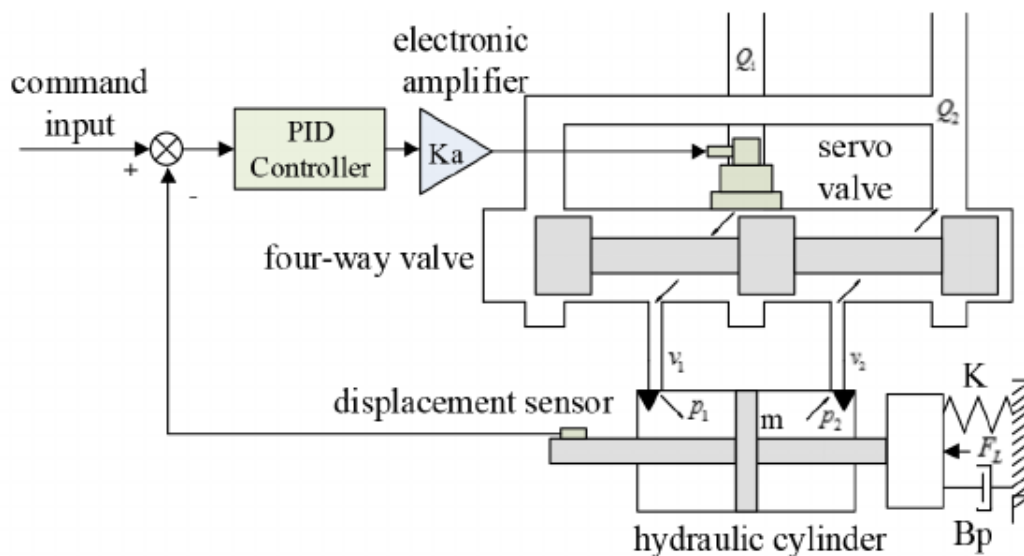 electronic
amplifier
command
input
PID
Controller
Ka
+
-
Q₁
Q₂
servo
valve
four-way valve
v₁
v₂
displacement sensor
p₁
m
p₂
K
F_L
Bp
hydraulic cylinder